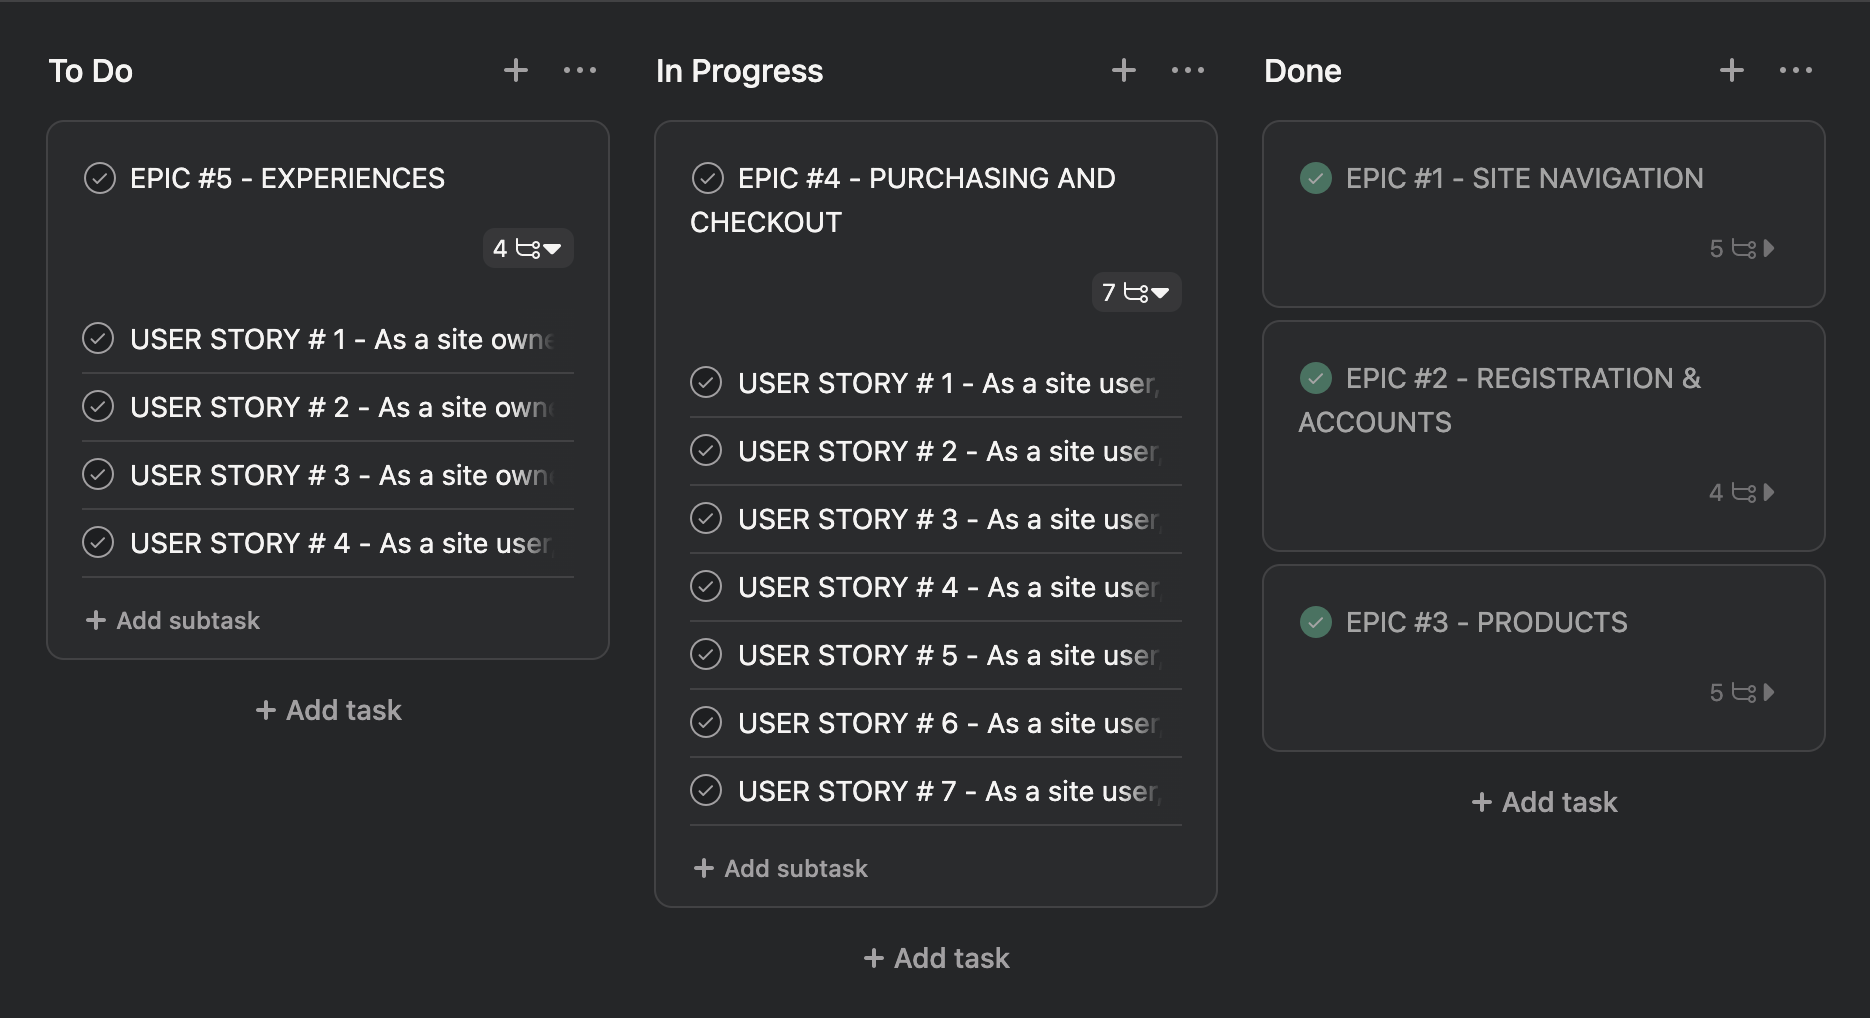 To Do
EPIC #5 - EXPERIENCES
4
USER STORY # 1 - As a site
USER STORY # 2 - As a site
USER STORY # 3 - As a site
USER STORY # 4 - As a site user,
Add subtask
Add task
In Progress
EPIC #4 - PURCHASING AND
CHECKOUT
7
USER STORY # 1 - As a site user,
USER STORY # 2 - As a site user,
USER STORY # 3 - As a site user,
USER STORY # 4 - As a site user,
USER STORY # 5 - As a site user,
USER STORY # 6 - As a site user,
USER STORY # 7 - As a site user,
Add subtask
Add task
Done
EPIC #1 - SITE NAVIGATION
5
EPIC #2 - REGISTRATION &
ACCOUNTS
4
EPIC #3 - PRODUCTS
5
Add task